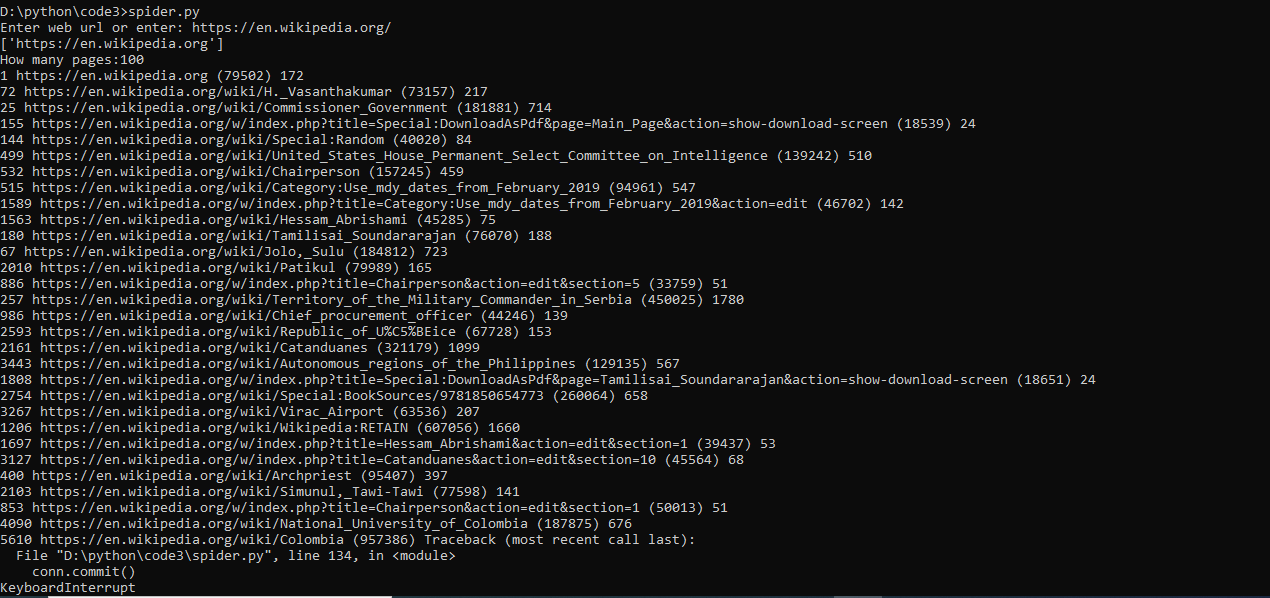 D:\python\code3>spider.py
Enter web url or enter: https://en.wikipedia.org/
['https://en.wikipedia.org']
How many pages:100
1 https://en.wikipedia.org (79502) 172
72 https://en.wikipedia.org/wiki/H._Vasanthakumar (73157) 217
25 https://en.wikipedia.org/wiki/Commissioner_Government (181881) 714
155 https://en.wikipedia.org/w/index.php?title=Special:DownloadAsPdf&page=Main_Page&action=show-download-screen (18539) 24
144 https://en.wikipedia.org/wiki/Special:Random (40020) 84
499 https://en.wikipedia.org/wiki/United_States_House_Permanent_Select_Committee_on_Intelligence (139242) 510
532 https://en.wikipedia.org/wiki/Chairperson (157245) 459
515 https://en.wikipedia.org/wiki/Category:Use_mdy_dates_from_February_2019 (94961) 547
1589 https://en.wikipedia.org/w/index.php?title=Category:Use_mdy_dates_from_February_2019&action=edit (46702) 142
1563 https://en.wikipedia.org/wiki/Hessam_Abrishami (45285) 75
180 https://en.wikipedia.org/wiki/Tamilisai_Soundararajan (76070) 188
67 https://en.wikipedia.org/wiki/Jolo,_Sulu (184812) 723
2010 https://en.wikipedia.org/wiki/Patikul (79989) 165
886 https://en.wikipedia.org/w/index.php?title=Chairperson&action=edit&section=5 (33759) 51
257 https://en.wikipedia.org/wiki/Territory_of_the_Military_Commander_in_Serbia (450025) 1780
986 https://en.wikipedia.org/wiki/Chief_procurement_officer (44246) 139
2593 https://en.wikipedia.org/wiki/Republic_of_U%C5%BEice (67728) 153
2161 https://en.wikipedia.org/wiki/Catanduanes (321179) 1099
3443 https://en.wikipedia.org/wiki/Autonomous_regions_of_the_Philippines (129135) 567
1808 https://en.wikipedia.org/w/index.php?title=Special:DownloadAsPdf&page=Tamilisai_Soundararajan&action=show-download-screen (18651) 24
2754 https://en.wikipedia.org/wiki/Special:BookSources/9781850654773 (260064) 658
3267 https://en.wikipedia.org/wiki/Virac_Airport (63536) 207
1206 https://en.wikipedia.org/wiki/Wikipedia:RETAIN (607056) 1660
1697 https://en.wikipedia.org/w/index.php?title=Hessam_Abrishami&action=edit&section=1 (39437) 53
3127 https://en.wikipedia.org/w/index.php?title=Catanduanes&action=edit&section=10 (45564) 68
400 https://en.wikipedia.org/wiki/Archpriest (95407) 397
2103 https://en.wikipedia.org/wiki/Simunul,_Tawi-Tawi (77598) 141
853 https://en.wikipedia.org/w/index.php?title=Chairperson&action=edit&section=1 (50013) 51
4090 https://en.wikipedia.org/wiki/National_University_of_Colombia (187875) 676
5610 https://en.wikipedia.org/wiki/Colombia (957386) Traceback (most recent call last):
  File "D:\python\code3\spider.py", line 134, in <module>
    conn.commit()
KeyboardInterrupt